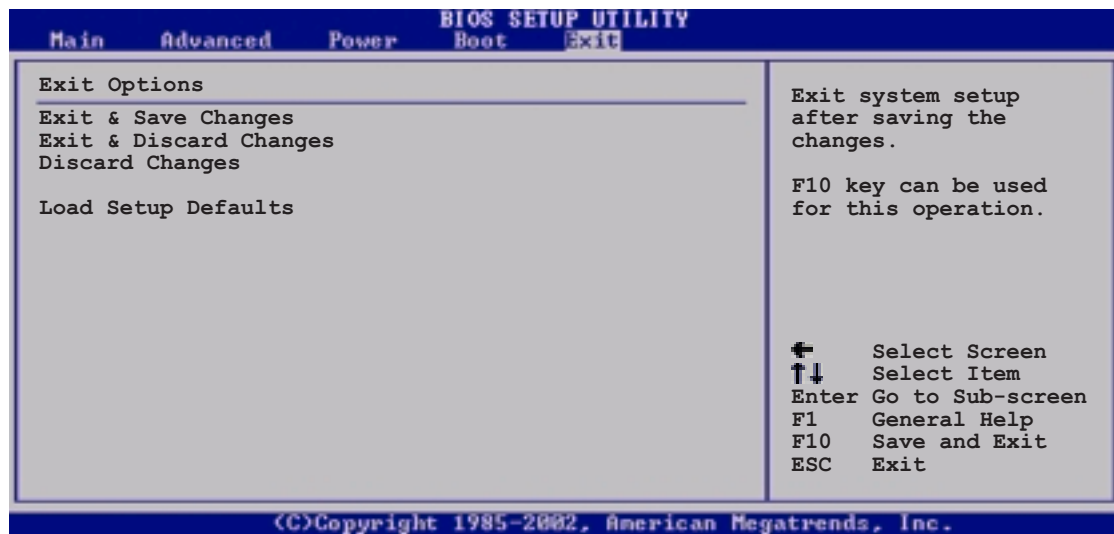 BIOS SETUP UTILITY
Main Advanced Power Boot Exit
Exit Options
Exit & Save Changes
Exit & Discard Changes
Discard Changes
Load Setup Defaults
Exit system setup
after saving the
changes.
F10 key can be used
for this operation.
← Select Screen
↑↓ Select Item
Enter Go to Sub-screen
F1 General Help
F10 Save and Exit
ESC Exit
(C)Copyright 1985-2002, American Megatrends, Inc.